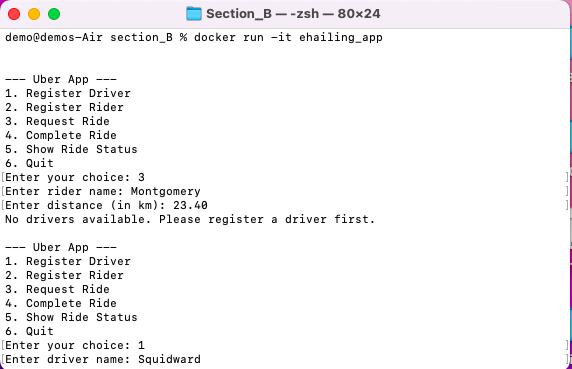 Section_B — -zsh — 80×24
demo@demos-Air section_B % docker run -it ehailing_app
--- Uber App ---
1. Register Driver
2. Register Rider
3. Request Ride
4. Complete Ride
5. Show Ride Status
6. Quit
Enter your choice: 3
Enter rider name: Montgomery
Enter distance (in km): 23.40
No drivers available. Please register a driver first.
--- Uber App ---
1. Register Driver
2. Register Rider
3. Request Ride
4. Complete Ride
5. Show Ride Status
6. Quit
Enter your choice: 1
Enter driver name: Squidward